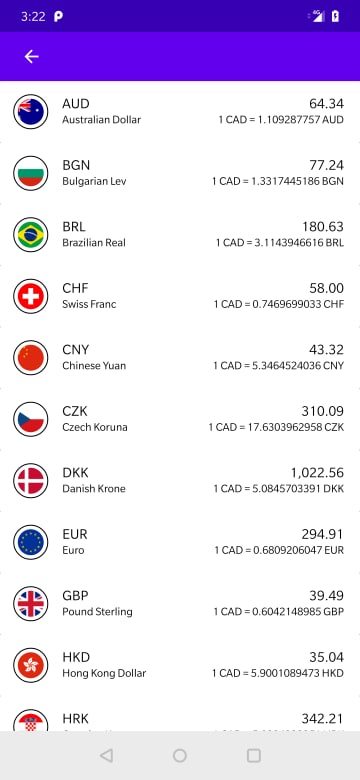 3:22
4G
AUD
64.34
Australian Dollar
1 CAD = 1.109287757 AUD
BGN
77.24
Bulgarian Lev
1 CAD = 1.3317445186 BGN
BRL
180.63
Brazilian Real
1 CAD = 3.1143946616 BRL
CHF
58.00
Swiss Franc
1 CAD = 0.7469699033 CHF
CNY
43.32
Chinese Yuan
1 CAD = 5.3464524036 CNY
CZK
310.09
Czech Koruna
1 CAD = 17.6303962958 CZK
DKK
1,022.56
Danish Krone
1 CAD = 5.0845703391 DKK
EUR
294.91
Euro
1 CAD = 0.6809206047 EUR
GBP
39.49
Pound Sterling
1 CAD = 0.6042148985 GBP
HKD
35.04
Hong Kong Dollar
1 CAD = 5.9001089473 HKD
HRK
342.21